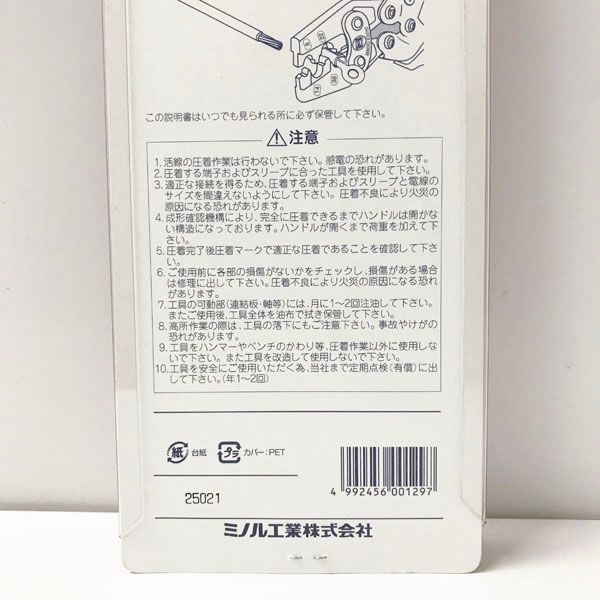 この説明書はいつでも見られる所に必ず保管して下さい。
注意
1. 活線の圧着作業は行わないで下さい。感電の恐れがあります。
2. 圧着する端子およびスリーブに合った工具を使用して下さい。
3. 適正な接続を得るため、圧着する端子およびスリーブと電線の
サイズを間違えないようにして下さい。圧着不良により火災の
原因になる恐れがあります。
4. 成形確認機構により、完全に圧着できるまでハンドルは開かな
い構造になっております。ハンドルが開くまで荷重を加えて下
さい。
5. 圧着完了後圧着マークで適正な圧着であることを確認して下さ
い。
6. ご使用前に各部の損傷がないかをチェックし、損傷がある場合
は修理に出して下さい。圧着不良により火災の原因になる恐れ
があります。
7. 工具の可動部(連結板・軸等)には、月に1~2回注油して下さい。
またご使用後、工具全体を油布で拭き保管して下さい。
8. 高所作業の際は、工具の落下にもご注意下さい。事故やけがの
恐れがあります。
9. 工具をハンマーやペンチのかわり等、圧着作業以外に使用しな
いで下さい。また工具を改造して使用しないで下さい。
10. 工具を安全にご使用いただく為、当社まで定期点検(有償)に出
して下さい。(年1~2回)
紙 台紙 プラ カバー:PET
25021
4 992456 001297
ミノル工業株式会社